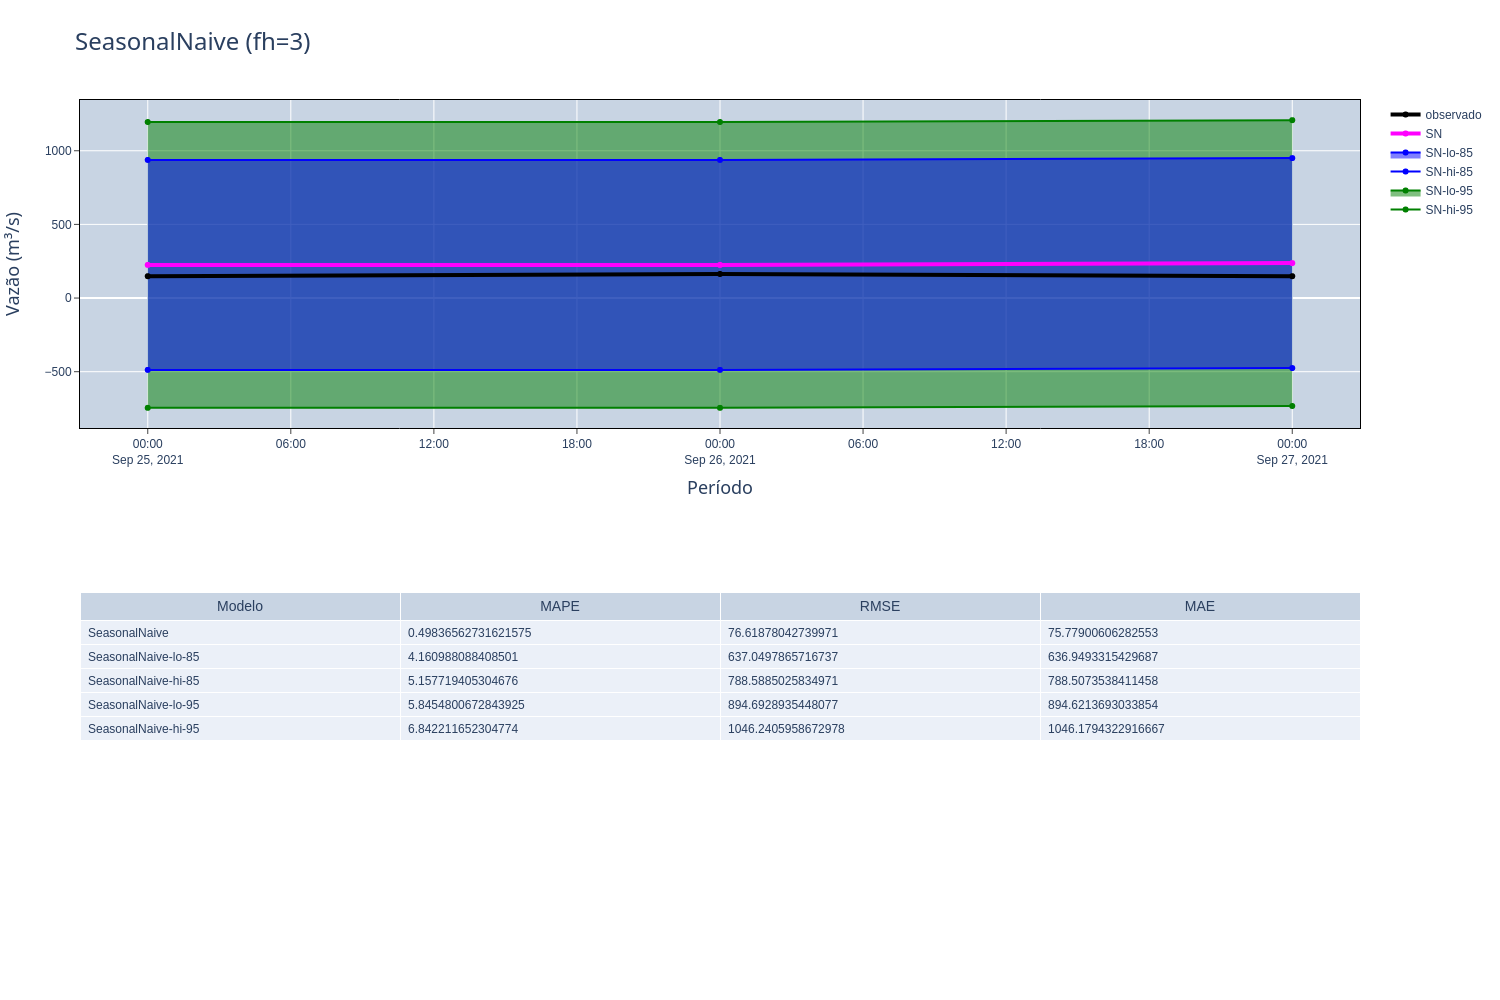 SeasonalNaive (fh=3)
observado
SN
SN-lo-85
SN-hi-85
SN-lo-95
SN-hi-95
Vazão (m³/s)
1000
500
0
−500
00:00 06:00 12:00 18:00 00:00 06:00 12:00 18:00 00:00
Sep 25, 2021 Sep 26, 2021 Sep 27, 2021
Período
Modelo MAPE RMSE MAE
SeasonalNaive 0.49836562731621575 76.61878042739971 75.77900606282553
SeasonalNaive-lo-85 4.160988088408501 637.0497865716737 636.9493315429687
SeasonalNaive-hi-85 5.157719405304676 788.5885025834971 788.5073538411458
SeasonalNaive-lo-95 5.8454800672843925 894.6928935448077 894.6213693033854
SeasonalNaive-hi-95 6.842211652304774 1046.2405958672978 1046.1794322916667